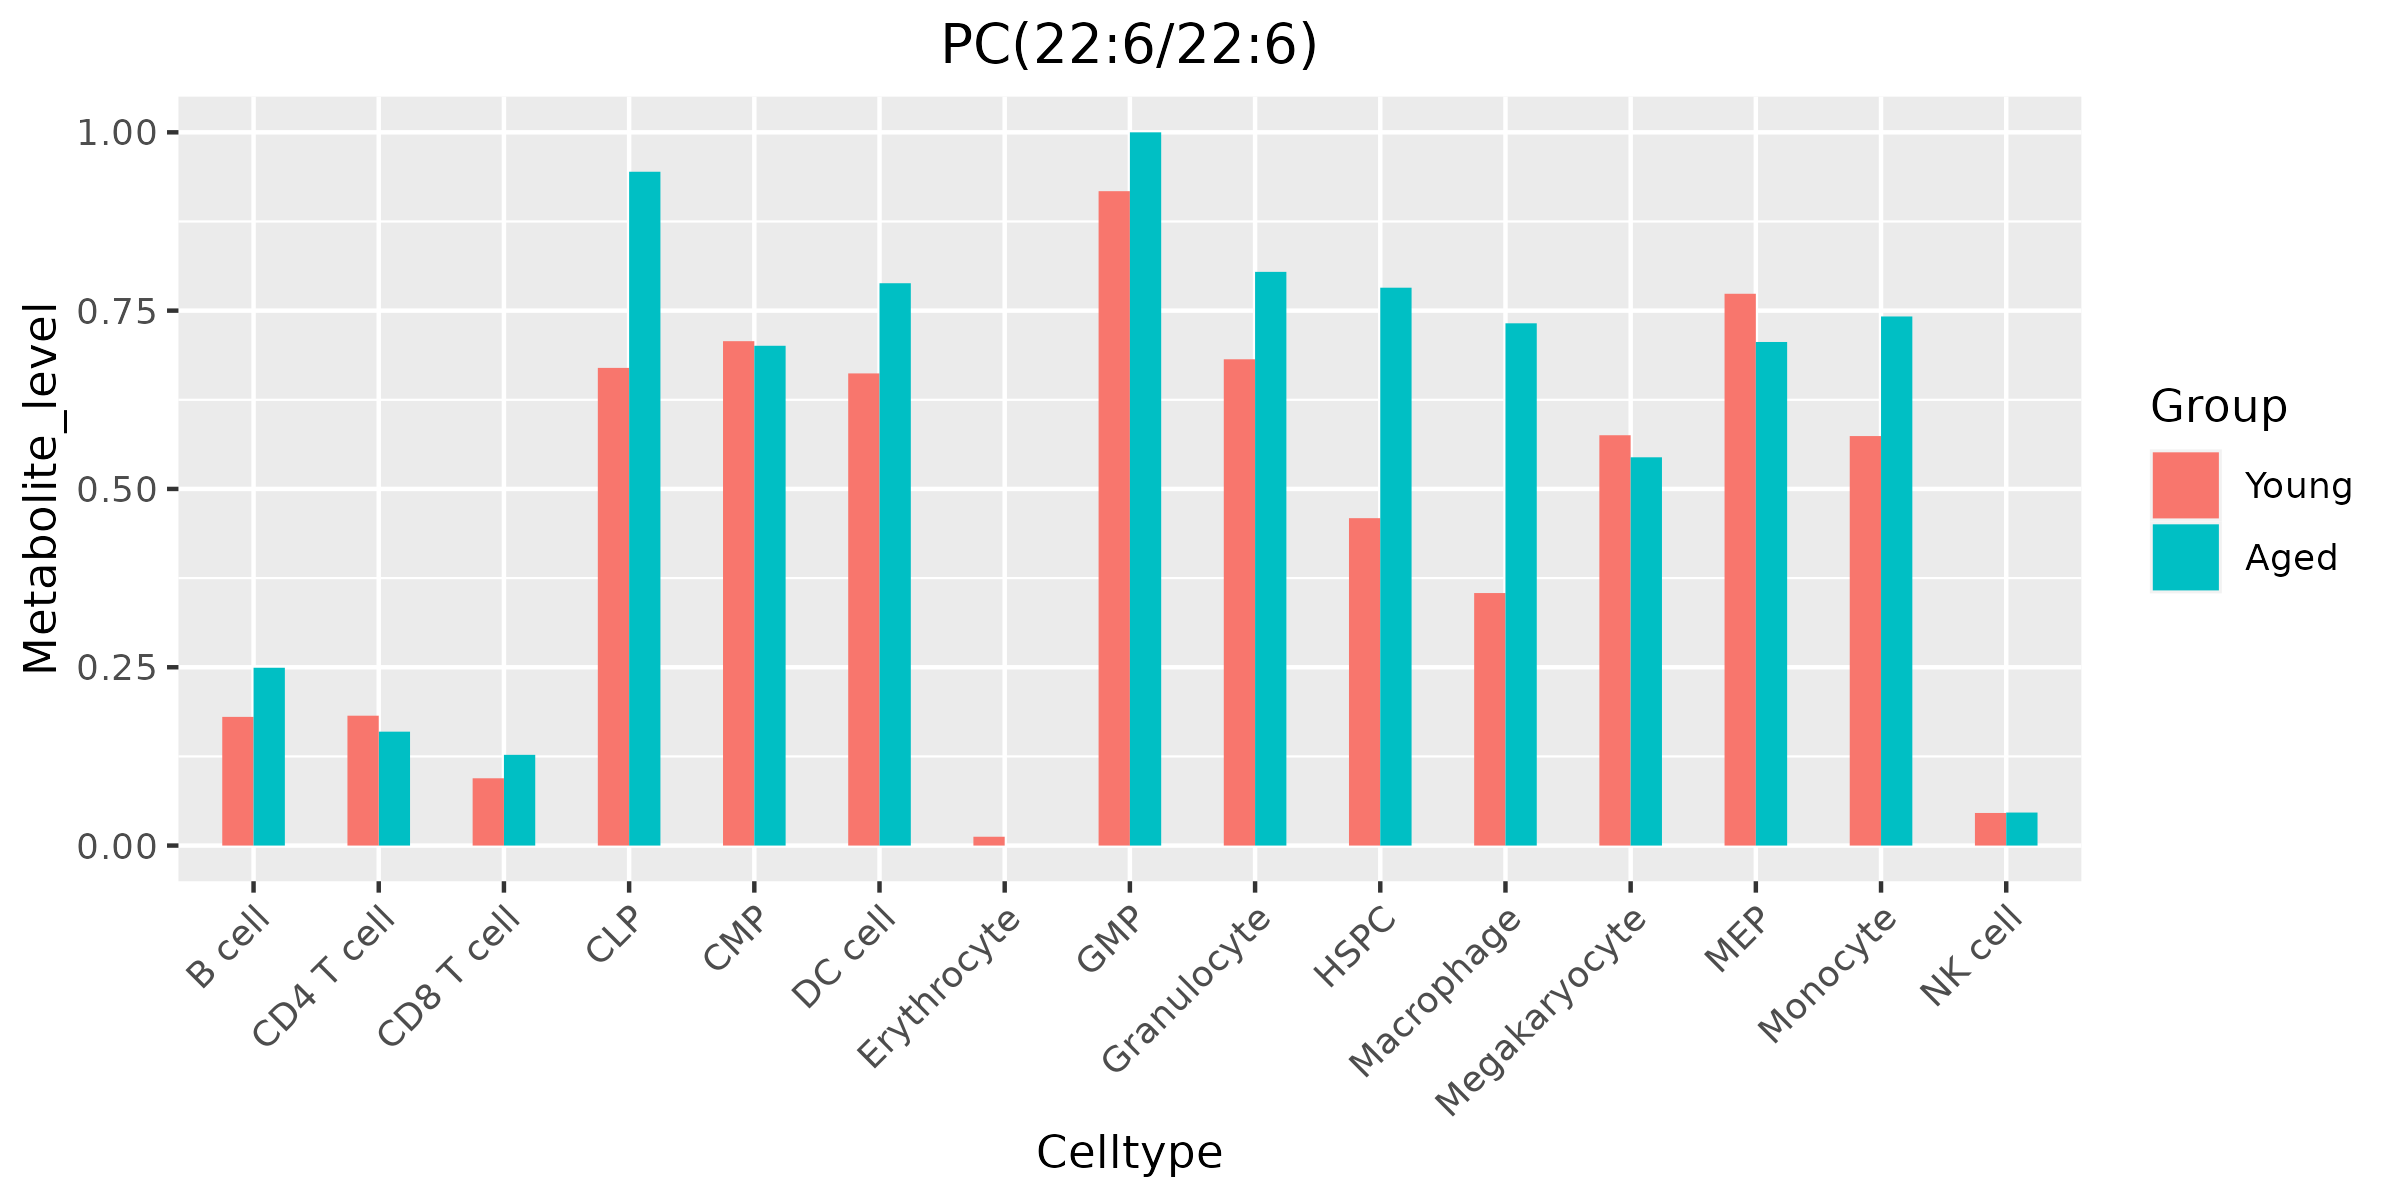 PC(22:6/22:6)
Metabolite_level
1.00
0.75
0.50
0.25
0.00
B cell
CD4 T cell
CD8 T cell
CLP
CMP
DC cell
Erythrocyte
GMP
Granulocyte
HSPC
Macrophage
Megakaryocyte
MEP
Monocyte
NK cell
Celltype
Group
Young
Aged